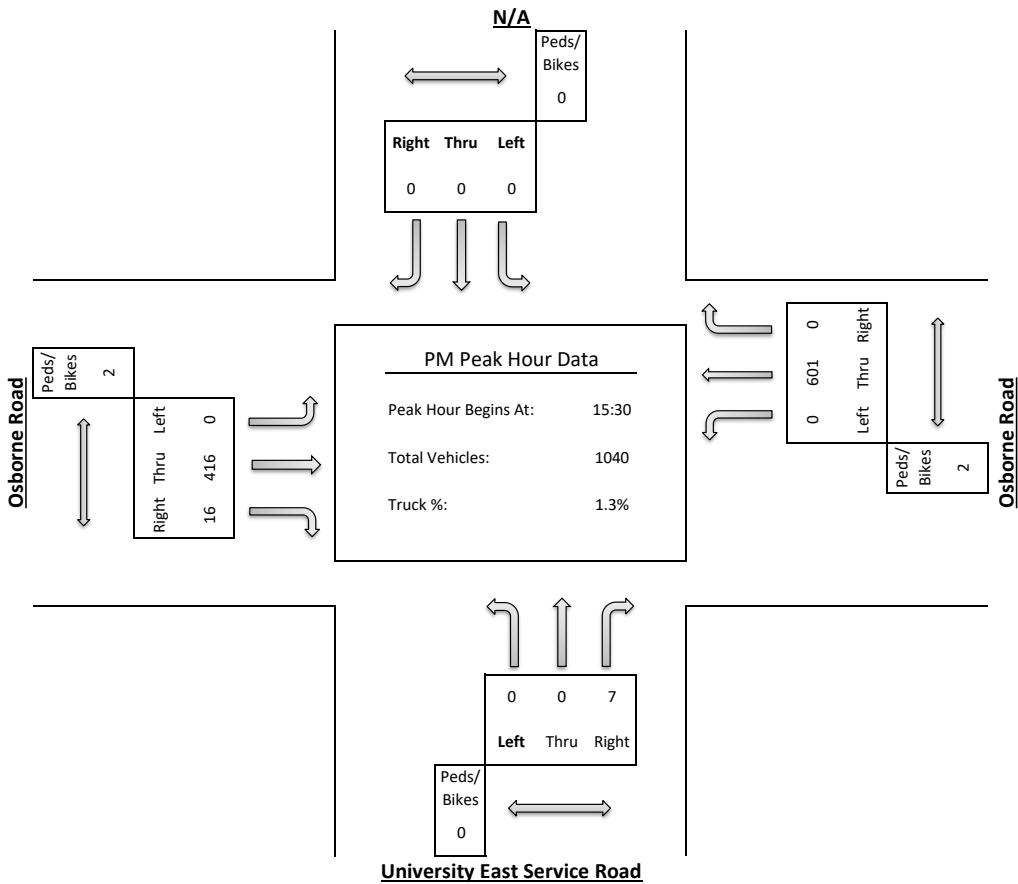 N/A
Peds/
Bikes
0
Right Thru Left
0 0 0
Osborne Road
Peds/
Bikes
2
Left 0
Thru 416
Right 16
PM Peak Hour Data
Peak Hour Begins At: 15:30
Total Vehicles: 1040
Truck %: 1.3%
0 Right
601 Thru
0 Left
Peds/
Bikes
2
Osborne Road
0 0 7
Left Thru Right
Peds/
Bikes
0
University East Service Road